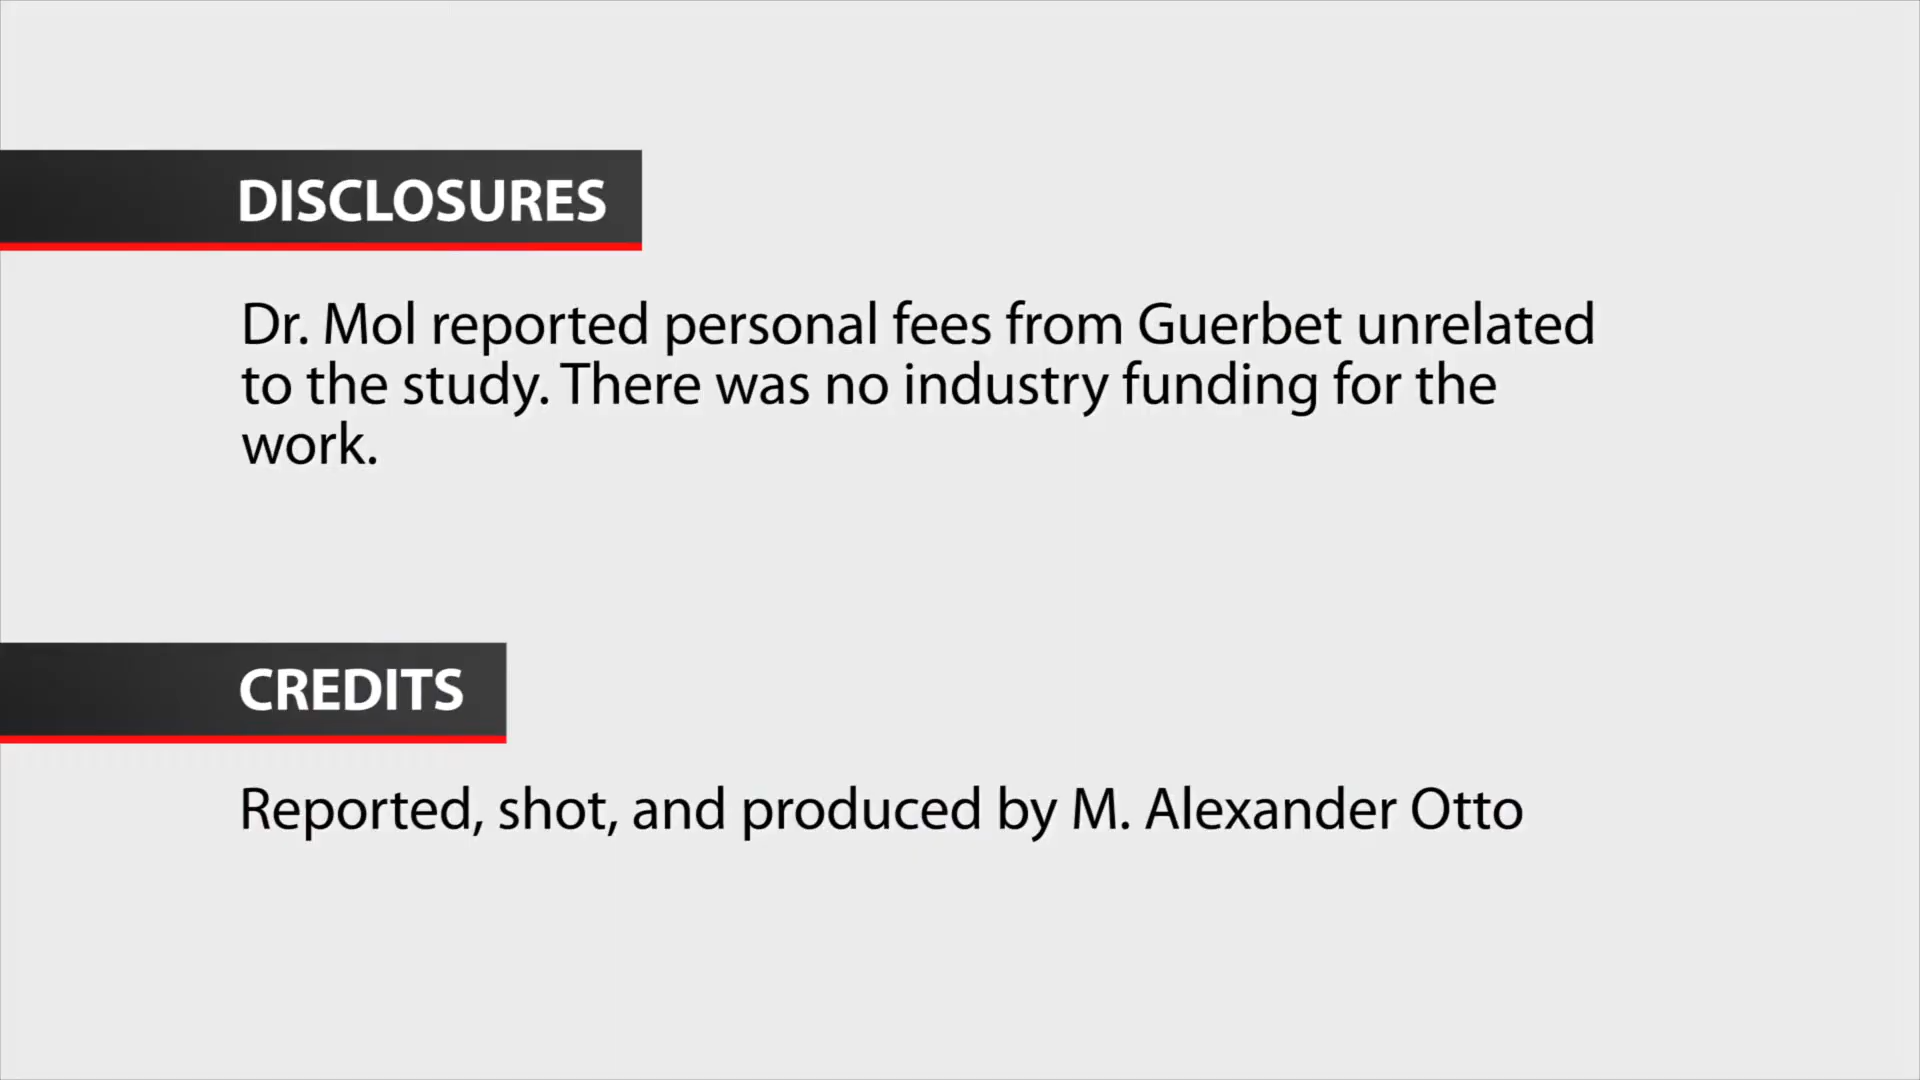 DISCLOSURES
Dr. Mol reported personal fees from Guerbet unrelated
to the study. There was no industry funding for the
work.
CREDITS
Reported, shot, and produced by M. Alexander Otto